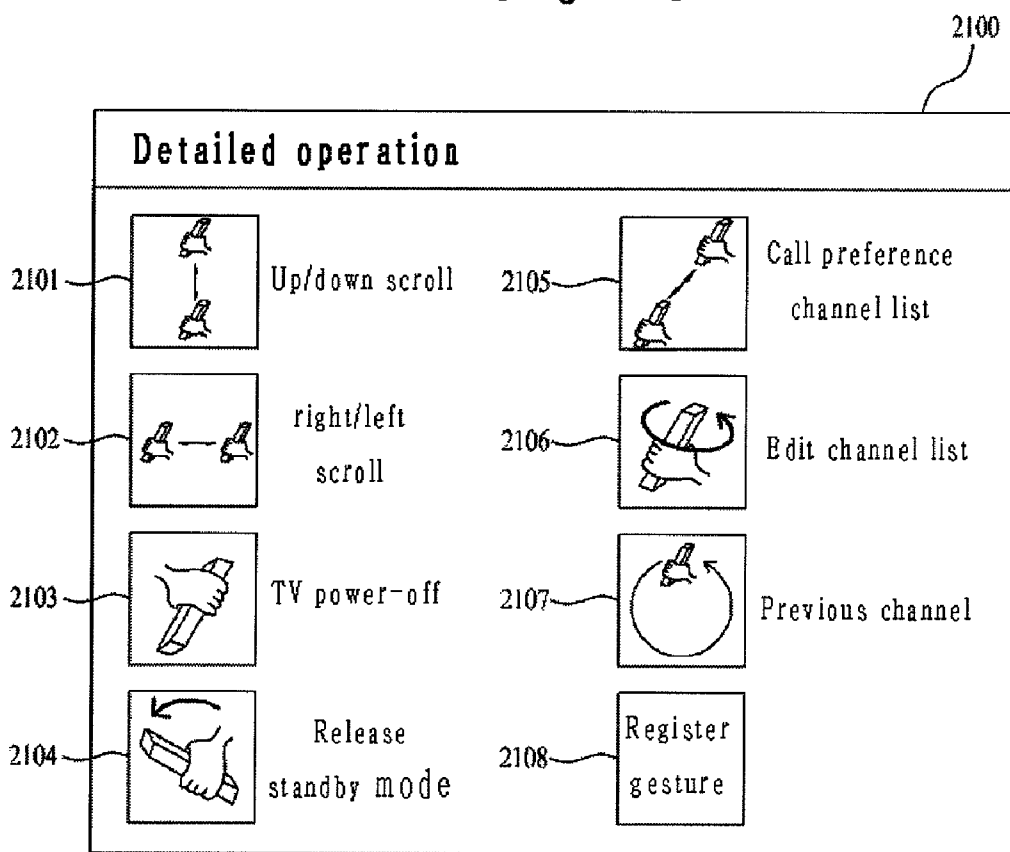 2100
Detailed operation
2101
Up/down scroll
2102
right/left
scroll
2103
TV power-off
2104
Release
standby mode
2105
Call preference
channel list
2106
Edit channel list
2107
Previous channel
2108
Register
gesture